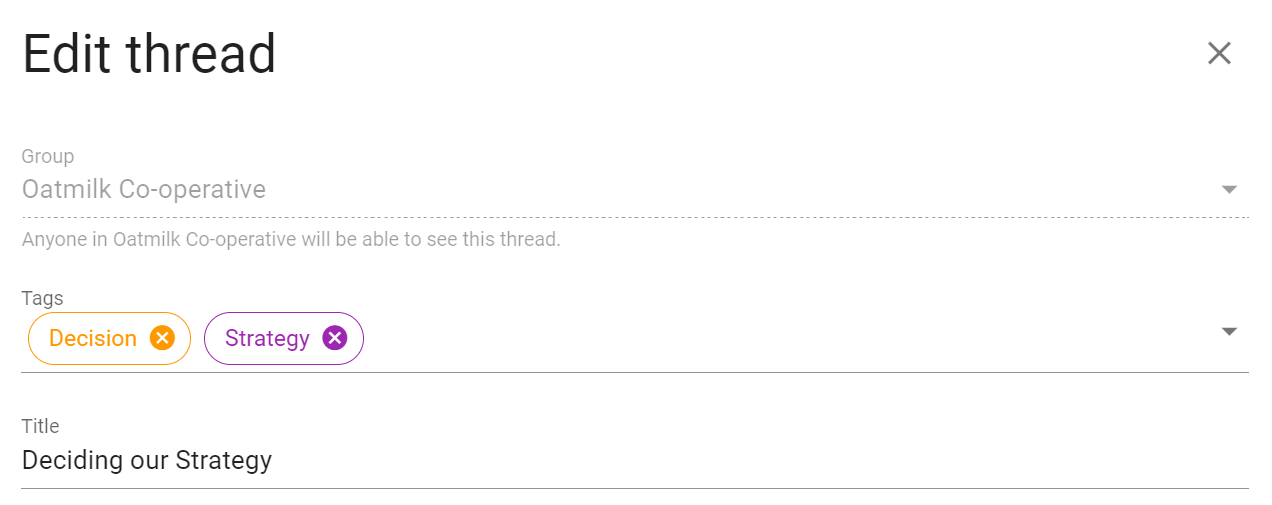 Edit thread
Group
Oatmilk Co-operative
Anyone in Oatmilk Co-operative will be able to see this thread.
Tags
Decision Strategy
Title
Deciding our Strategy